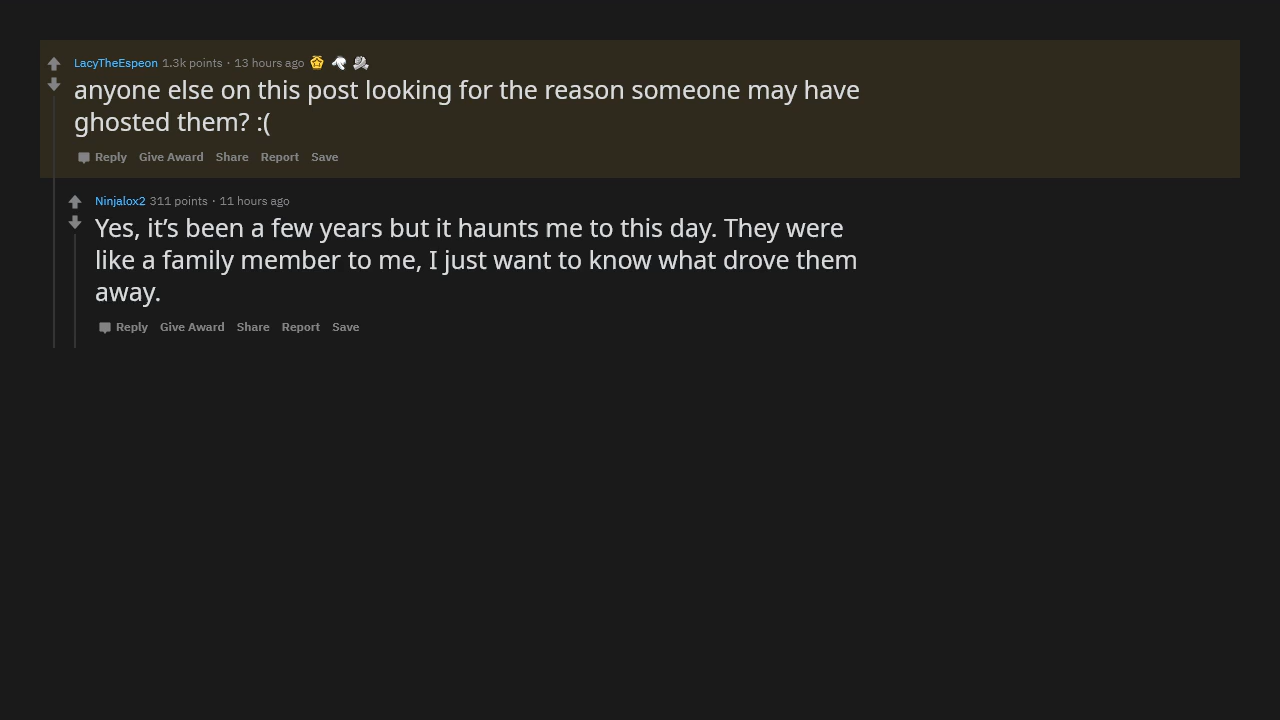 LacyTheEspeon 1.3k points · 13 hours ago
anyone else on this post looking for the reason someone may have
ghosted them? :(
Reply Give Award Share Report Save
Ninjalox2 311 points · 11 hours ago
Yes, it’s been a few years but it haunts me to this day. They were
like a family member to me, I just want to know what drove them
away.
Reply Give Award Share Report Save